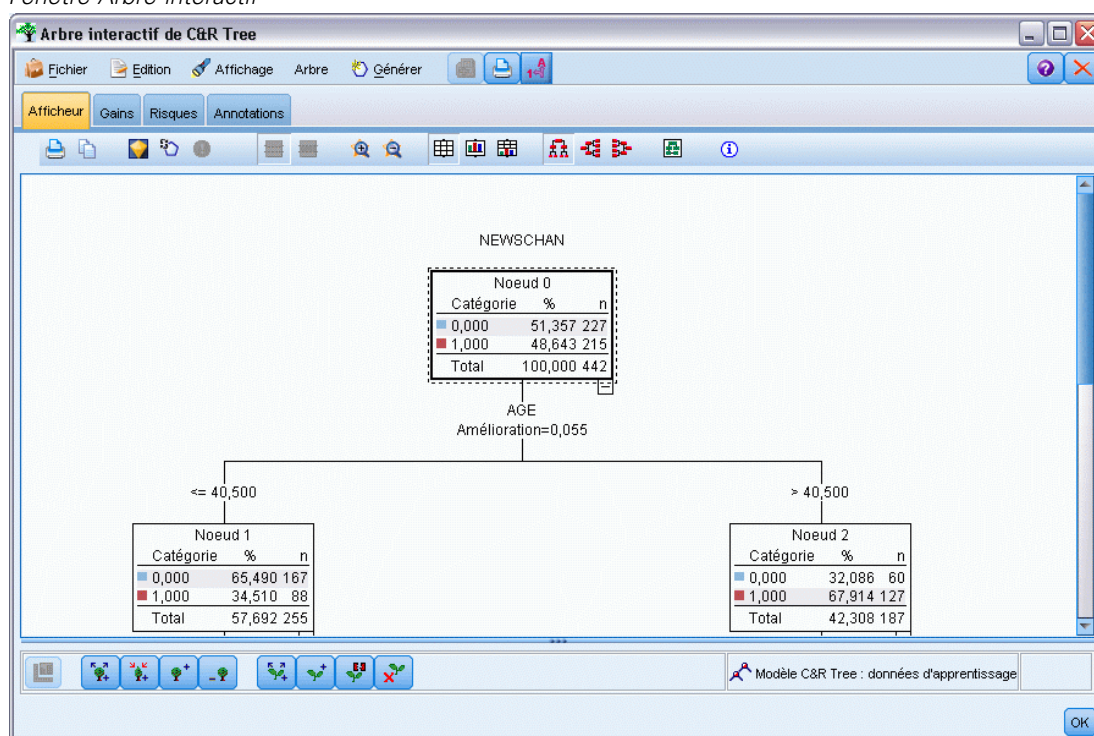 Fenêtre Arbre interactif
Arbre interactif de C&R Tree
Fichier Edition Affichage Arbre Générer
Afficheur Gains Risques Annotations
NEWSCHAN
Noeud 0
Catégorie % n
0,000 51,357 227
1,000 48,643 215
Total 100,000 442
AGE
Amélioration=0,055
<= 40,500
> 40,500
Noeud 1
Catégorie % n
0,000 65,490 167
1,000 34,510 88
Total 57,692 255
Noeud 2
Catégorie % n
0,000 32,086 60
1,000 67,914 127
Total 42,308 187
Modèle C&R Tree : données d'apprentissage
OK